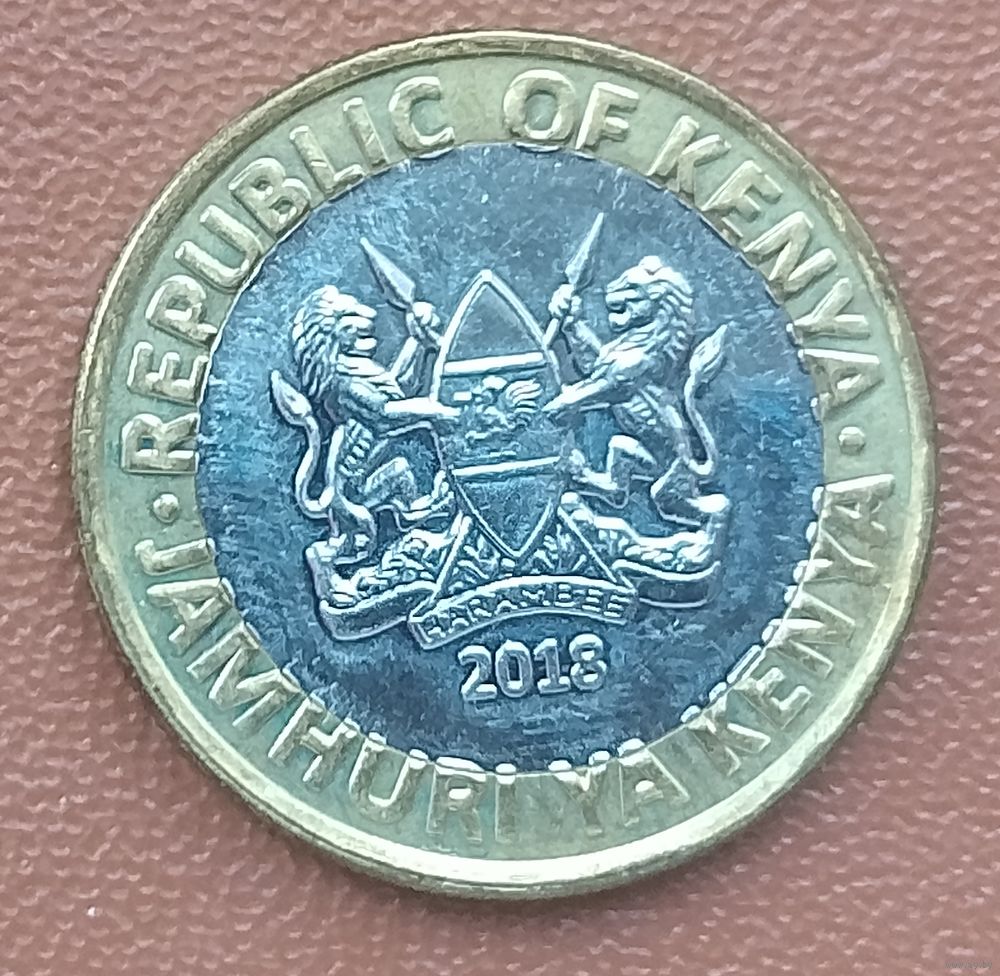 REPUBLIC OF KENYA
HARAMBEE
2018
JAMHURI YA KENYA